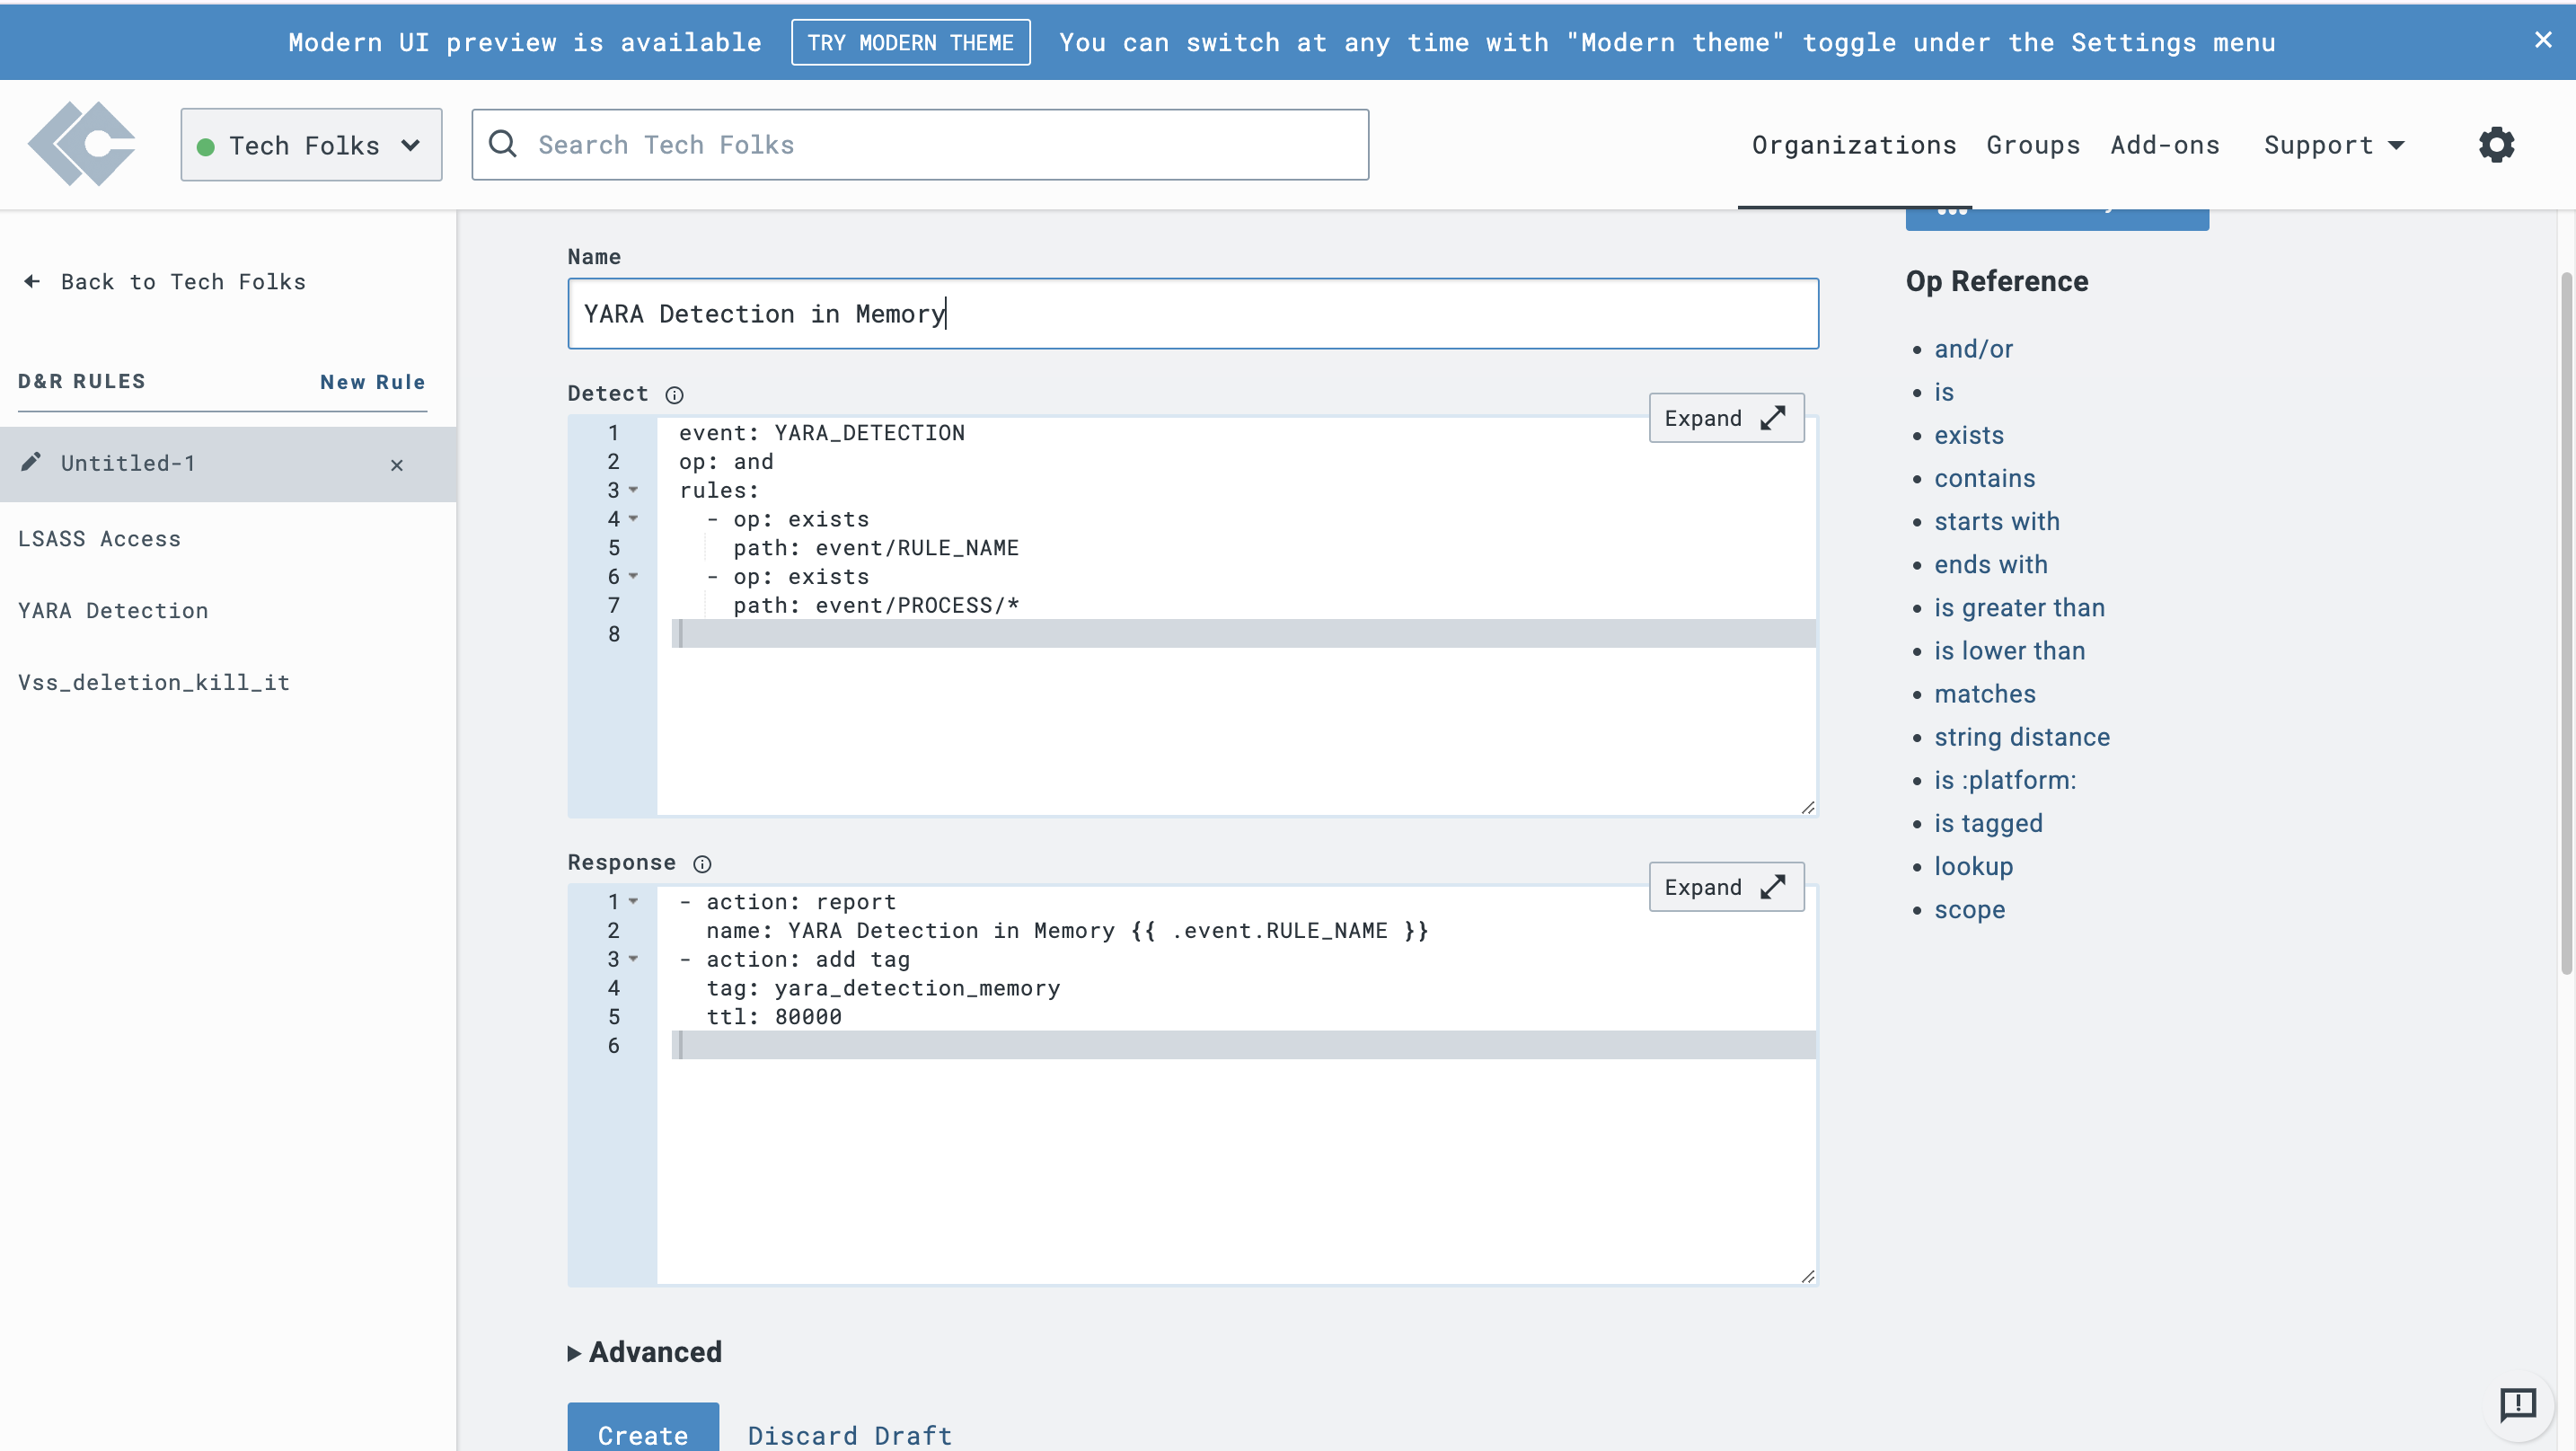 Modern UI preview is available TRY MODERN THEME You can switch at any time with "Modern theme" toggle under the Settings menu
Tech Folks
Search Tech Folks
Organizations Groups Add-ons Support
Back to Tech Folks
D&R RULES New Rule
Untitled-1
LSASS Access
YARA Detection
Vss_deletion_kill_it
Name
YARA Detection in Memory
Detect
Expand
1 event: YARA_DETECTION
2 op: and
3 rules:
4 - op: exists
5 path: event/RULE_NAME
6 - op: exists
7 path: event/PROCESS/*
8
Response
Expand
1 - action: report
2 name: YARA Detection in Memory {{ .event.RULE_NAME }}
3 - action: add tag
4 tag: yara_detection_memory
5 ttl: 80000
6
Advanced
Create Discard Draft
Op Reference
and/or
is
exists
contains
starts with
ends with
is greater than
is lower than
matches
string distance
is :platform:
is tagged
lookup
scope